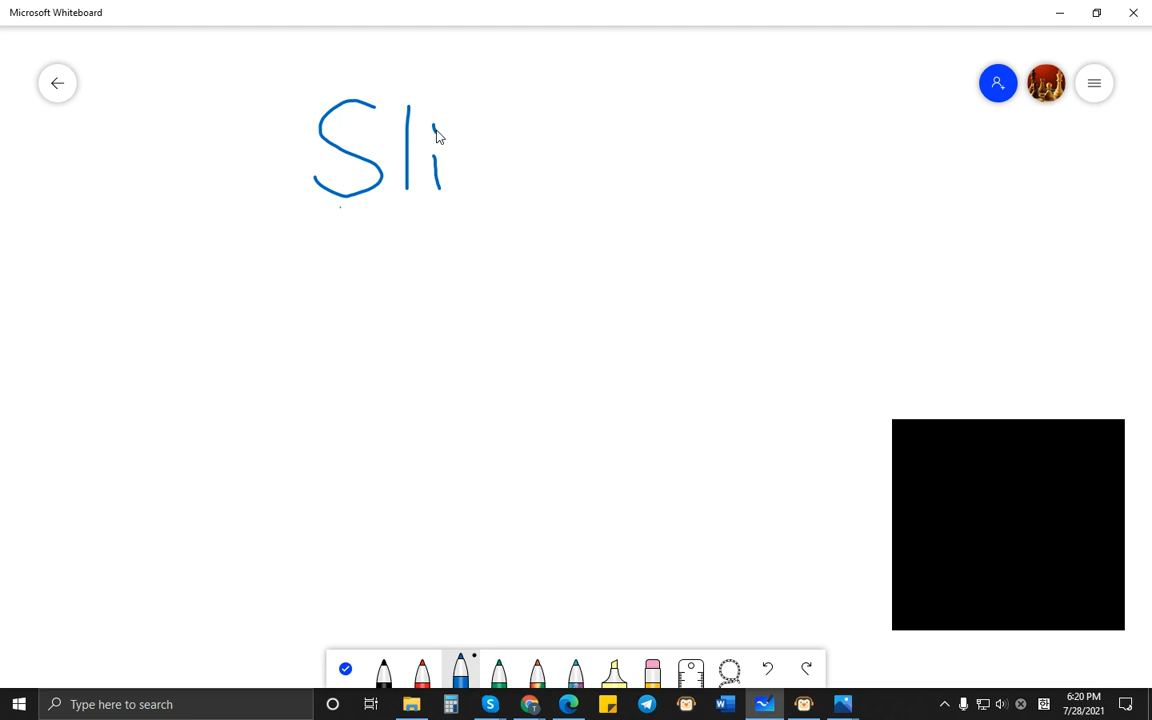 Microsoft Whiteboard
Sli
Type here to search
6:20 PM
7/28/2021